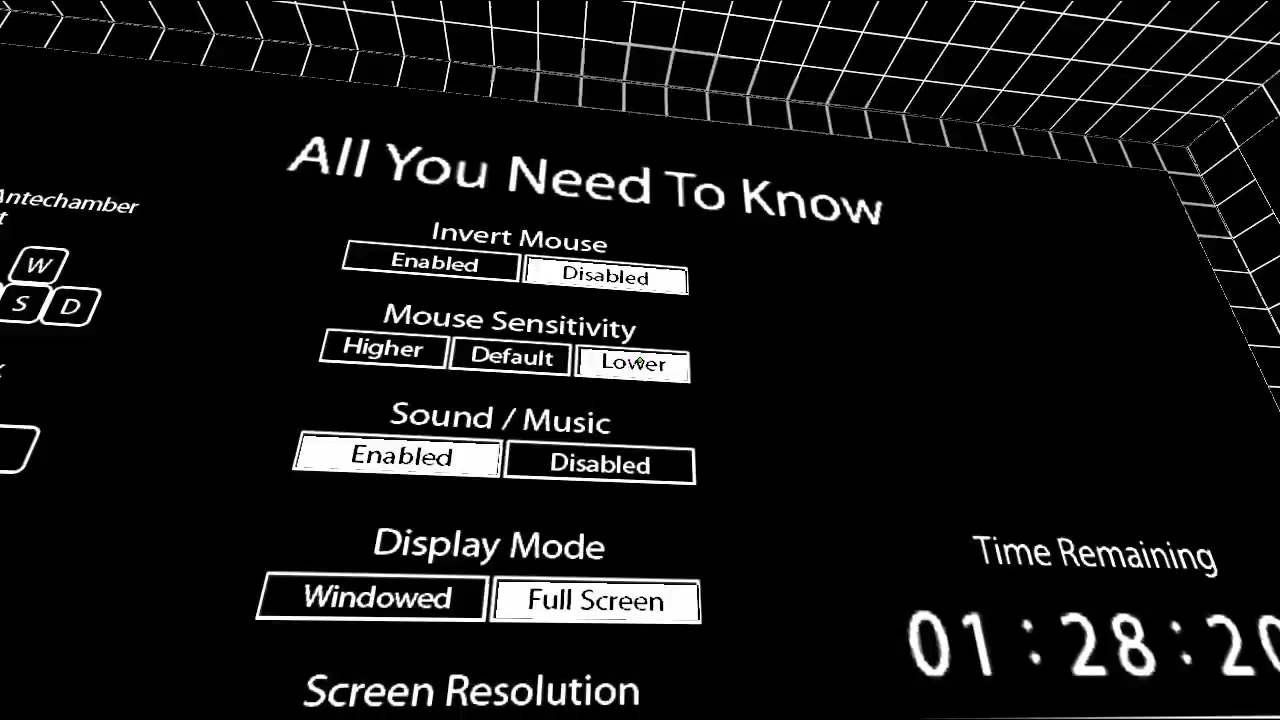 All You Need To Know
Antechamber
W
S D
Invert Mouse
Enabled Disabled
Mouse Sensitivity
Higher Default Lower
Sound / Music
Enabled Disabled
Display Mode
Windowed Full Screen
Screen Resolution
Time Remaining
01:28:20